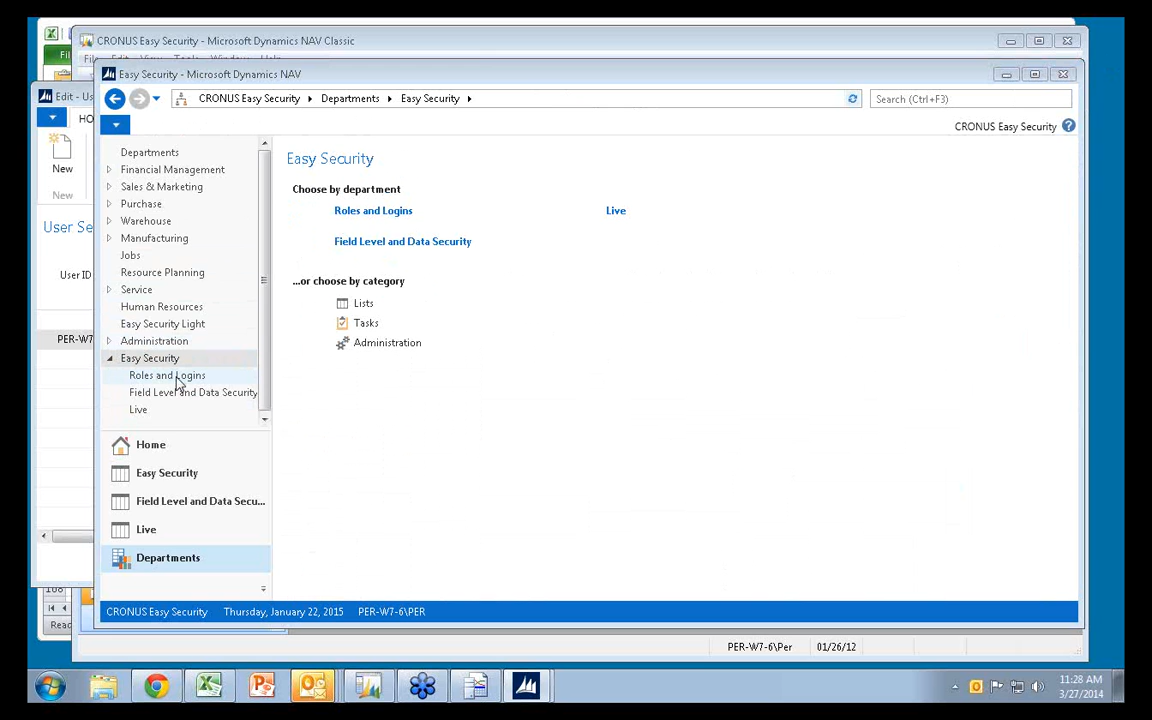 CRONUS Easy Security - Microsoft Dynamics NAV Classic
Easy Security - Microsoft Dynamics NAV
Edit - Us
CRONUS Easy Security
Departments
Easy Security
Search (Ctrl+F3)
HO
CRONUS Easy Security
New
New
User Se
User ID
PER-W7
Departments
Financial Management
Sales & Marketing
Purchase
Warehouse
Manufacturing
Jobs
Resource Planning
Service
Human Resources
Easy Security Light
Administration
Easy Security
Roles and Logins
Field Level and Data Security
Live
Home
Easy Security
Field Level and Data Secu...
Live
Departments
Easy Security
Choose by department
Roles and Logins
Live
Field Level and Data Security
...or choose by category
Lists
Tasks
Administration
CRONUS Easy Security
Thursday, January 22, 2015
PER-W7-6\PER
Read
PER-W7-6\Per
01/26/12
11:28 AM
3/27/2014